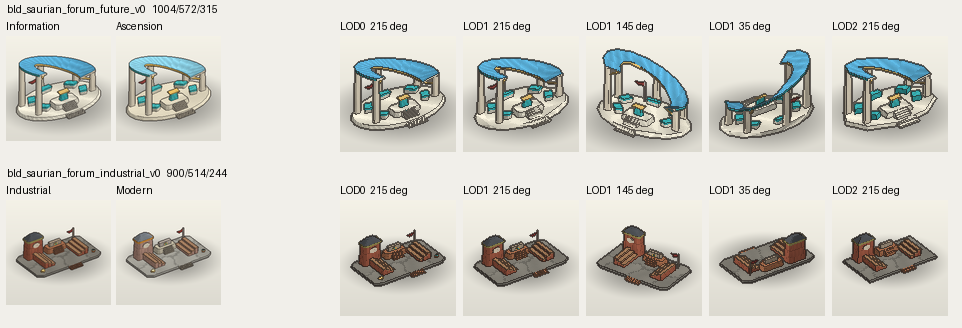 bld_saurian_forum_future_v0 1004/572/315
Information Ascension LOD0 215 deg LOD1 215 deg LOD1 145 deg LOD1 35 deg LOD2 215 deg
bld_saurian_forum_industrial_v0 900/514/244
Industrial Modern LOD0 215 deg LOD1 215 deg LOD1 145 deg LOD1 35 deg LOD2 215 deg